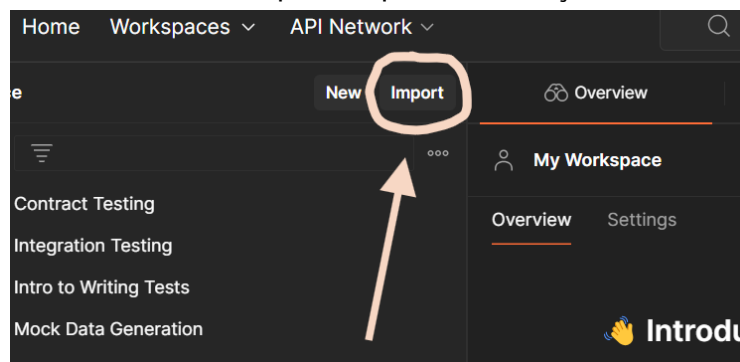 Home Workspaces API Network
New Import Overview
My Workspace
Contract Testing
Overview Settings
Integration Testing
Intro to Writing Tests
Mock Data Generation